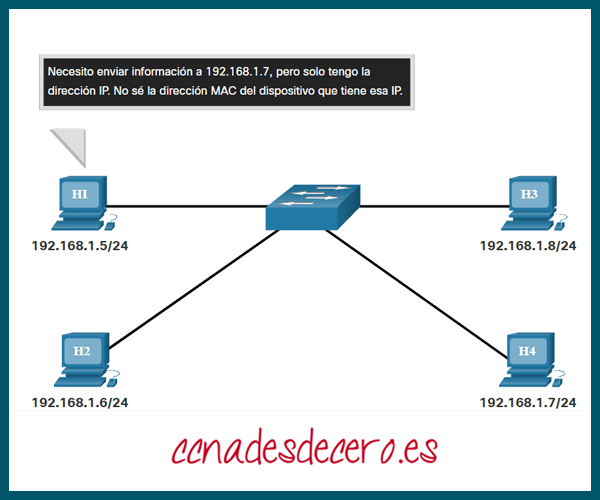 Necesito enviar información a 192.168.1.7, pero solo tengo la
dirección IP. No sé la dirección MAC del dispositivo que tiene esa IP.
H1
H3
192.168.1.5/24
192.168.1.8/24
H2
H4
192.168.1.6/24
192.168.1.7/24
ccnadesdecero.es